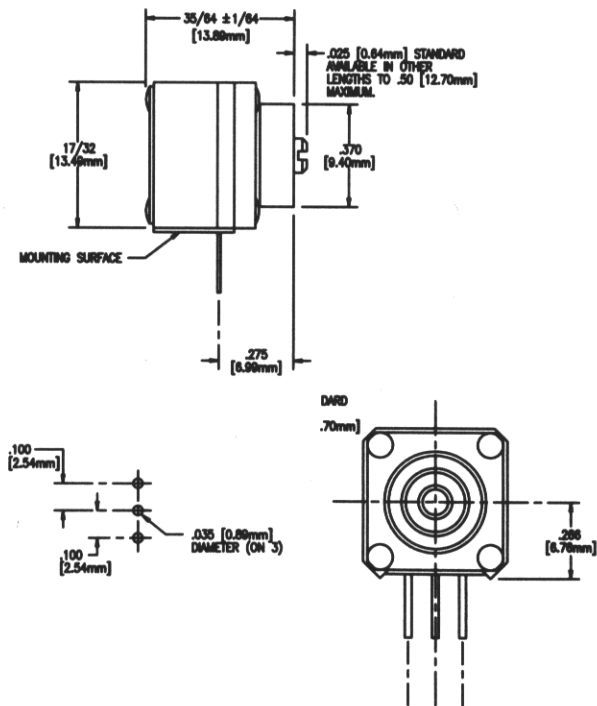 35/64 ±1/64
[13.89mm]
.025 [0.64mm] STANDARD
AVAILABLE IN OTHER
LENGTHS TO .50 [12.70mm]
MAXIMUM.
17/32
[13.49mm]
.370
[9.40mm]
MOUNTING SURFACE
.275
[6.99mm]
DARD
.70mm]
.100
[2.54mm]
.035 [0.89mm]
DIAMETER (ON 3)
.100
[2.54mm]
.266
[6.76mm]